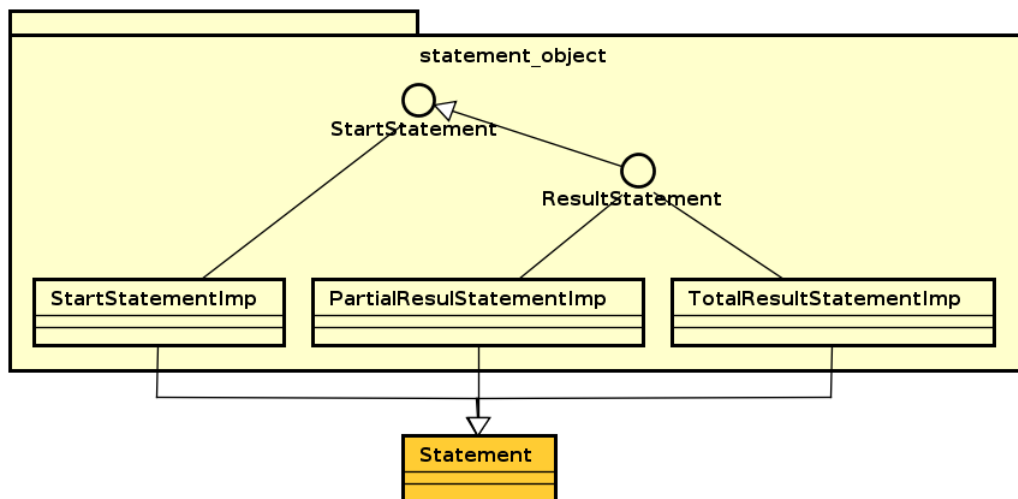 statement_object
StartStatement
ResultStatement
StartStatementImp
PartialResulStatementImp
TotalResultStatementImp
Statement